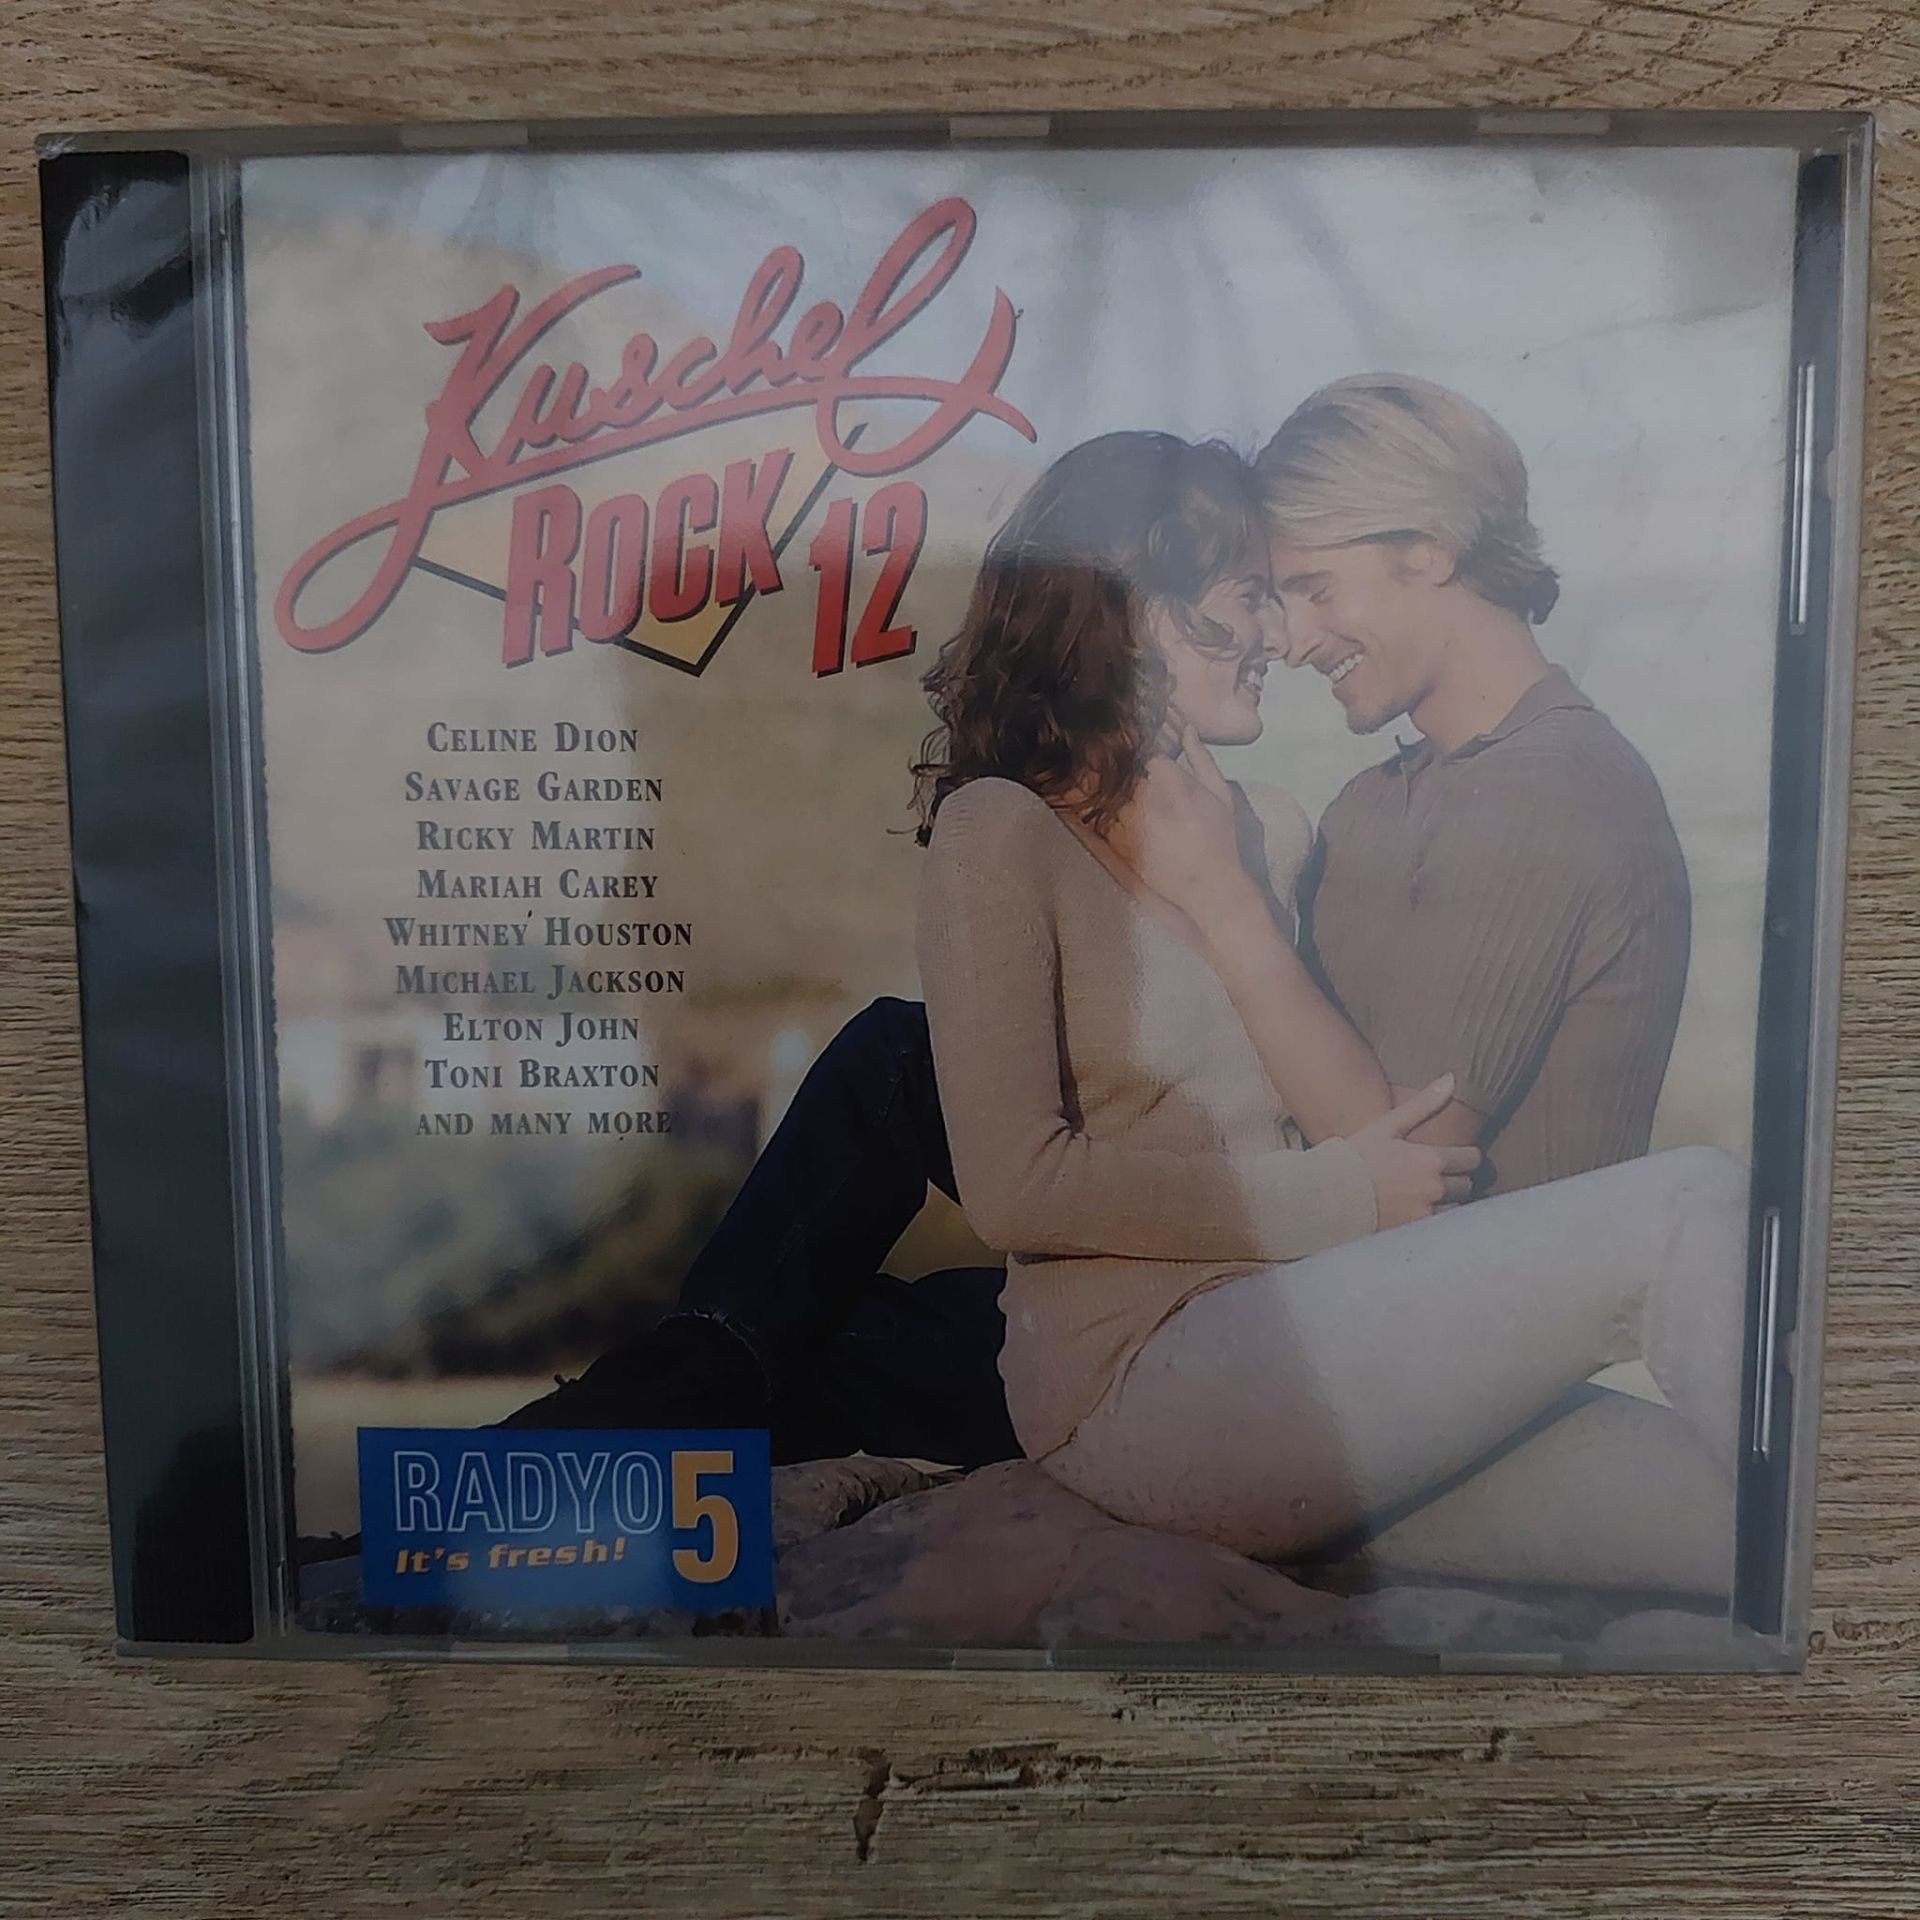 Kuschel
ROCK 12
CELINE DION
SAVAGE GARDEN
RICKY MARTIN
MARIAH CAREY
WHITNEY HOUSTON
MICHAEL JACKSON
ELTON JOHN
TONI BRAXTON
AND MANY MORE
RADYO 5
It's fresh!